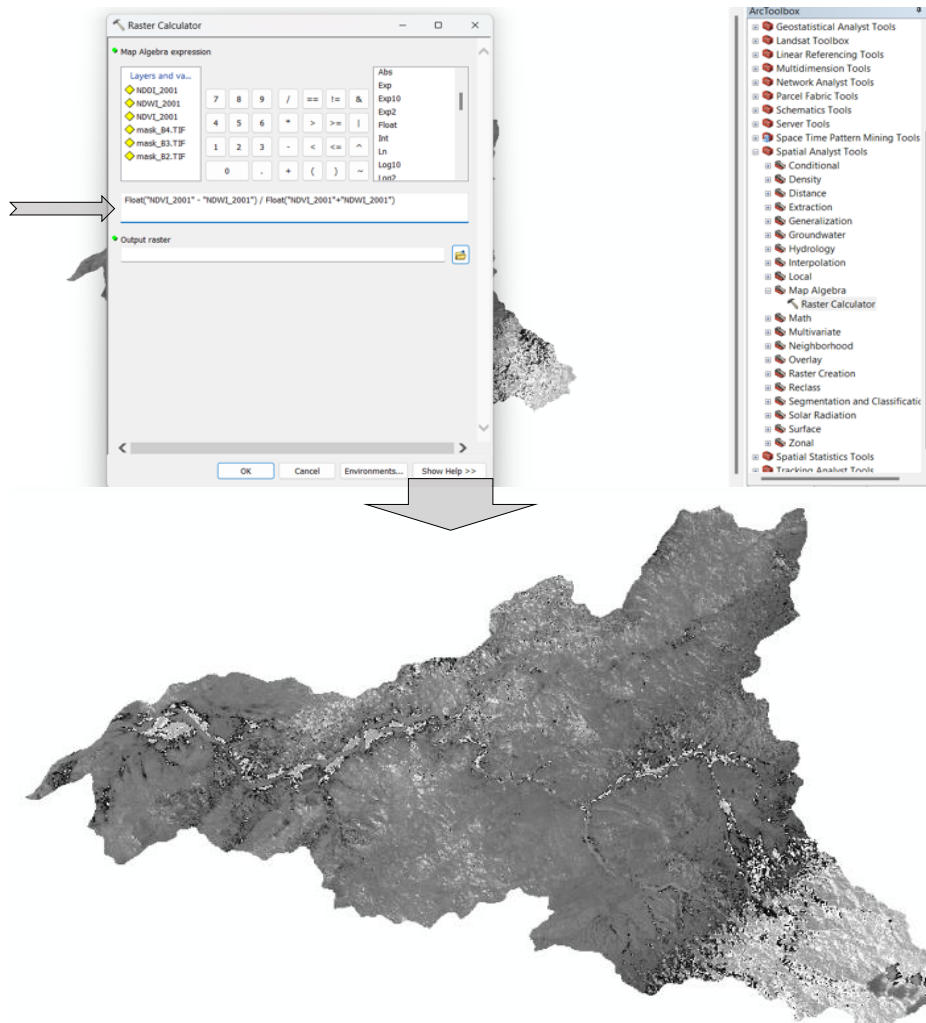 Raster Calculator
Map Algebra expression
Layers and va...
NDDI_2001
NDWI_2001
NDVI_2001
mask_B4.TIF
mask_B3.TIF
mask_B2.TIF
7 8 9 / == != &
4 5 6 * > >= |
1 2 3 - < <= ^
0 . + ( ) ~
Abs
Exp
Exp10
Exp2
Float
Int
Ln
Log10
Log2
Float("NDVI_2001" - "NDWI_2001") / Float("NDVI_2001"+"NDWI_2001")
Output raster
OK Cancel Environments... Show Help >>
ArcToolbox
Geostatistical Analyst Tools
Landsat Toolbox
Linear Referencing Tools
Multidimension Tools
Network Analyst Tools
Parcel Fabric Tools
Schematics Tools
Server Tools
Space Time Pattern Mining Tools
Spatial Analyst Tools
Conditional
Density
Distance
Extraction
Generalization
Groundwater
Hydrology
Interpolation
Local
Map Algebra
Raster Calculator
Math
Multivariate
Neighborhood
Overlay
Raster Creation
Reclass
Segmentation and Classificatic
Solar Radiation
Surface
Zonal
Spatial Statistics Tools
Tracking Analyst Tools